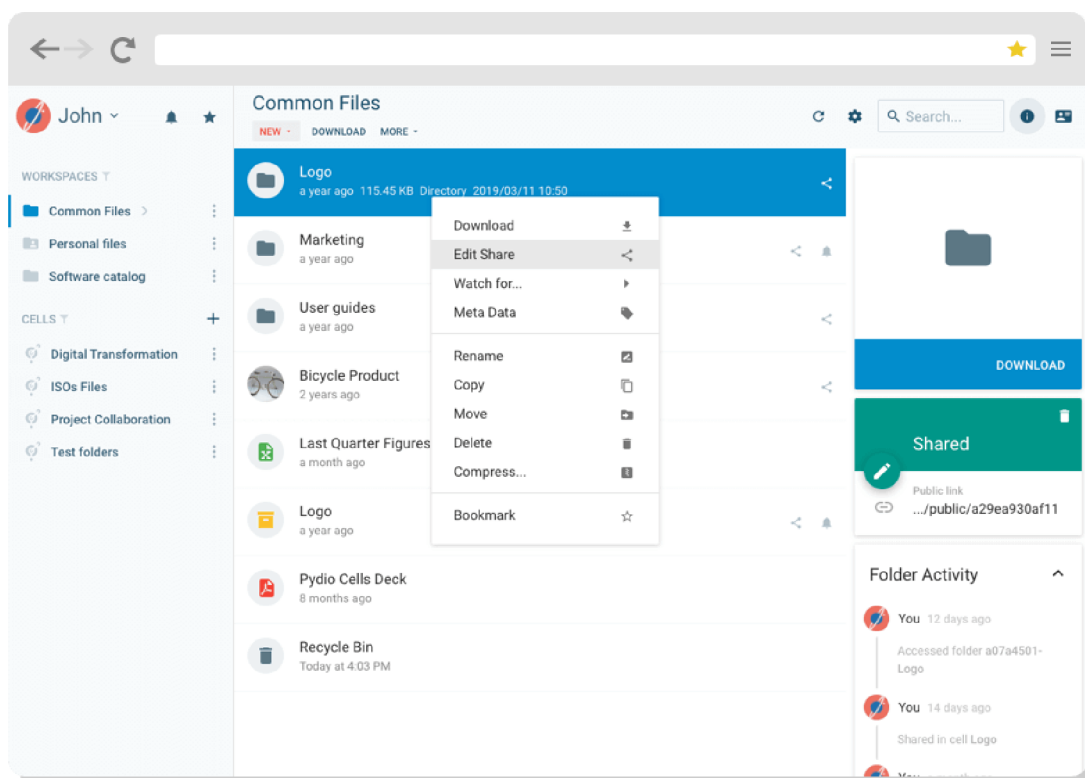 John
WORKSPACES
Common Files
Personal files
Software catalog
CELLS
Digital Transformation
ISOs Files
Project Collaboration
Test folders
Common Files
NEW
DOWNLOAD
MORE
Search...
Logo
a year ago 115.45 KB Directory 2019/03/11 10:50
Marketing
a year ago
User guides
a year ago
Bicycle Product
2 years ago
Last Quarter Figures
a month ago
Logo
a year ago
Pydio Cells Deck
8 months ago
Recycle Bin
Today at 4:03 PM
Download
Edit Share
Watch for...
Meta Data
Rename
Copy
Move
Delete
Compress...
Bookmark
DOWNLOAD
Shared
Public link
.../public/a29ea930af11
Folder Activity
You 12 days ago
Accessed folder a07a4501-
Logo
You 14 days ago
Shared in cell Logo